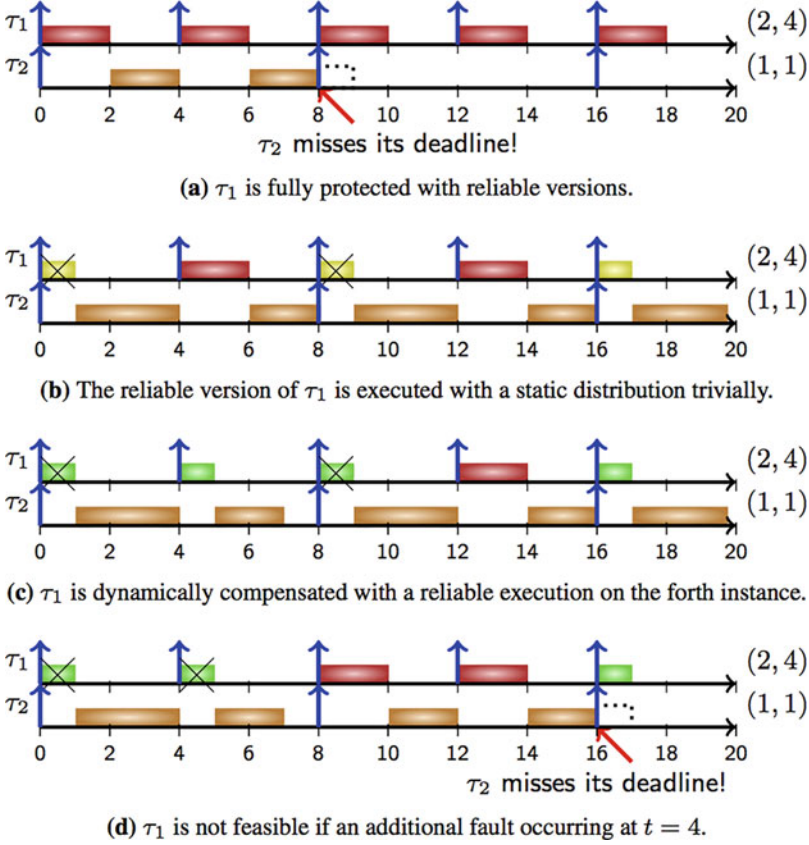 τ1 (2, 4)
τ2 (1, 1)
0 2 4 6 8 10 12 14 16 18 20
τ2 misses its deadline!
(a) τ1 is fully protected with reliable versions.
τ1 (2, 4)
τ2 (1, 1)
0 2 4 6 8 10 12 14 16 18 20
(b) The reliable version of τ1 is executed with a static distribution trivially.
τ1 (2, 4)
τ2 (1, 1)
0 2 4 6 8 10 12 14 16 18 20
(c) τ1 is dynamically compensated with a reliable execution on the forth instance.
τ1 (2, 4)
τ2 (1, 1)
0 2 4 6 8 10 12 14 16 18 20
τ2 misses its deadline!
(d) τ1 is not feasible if an additional fault occurring at t = 4.